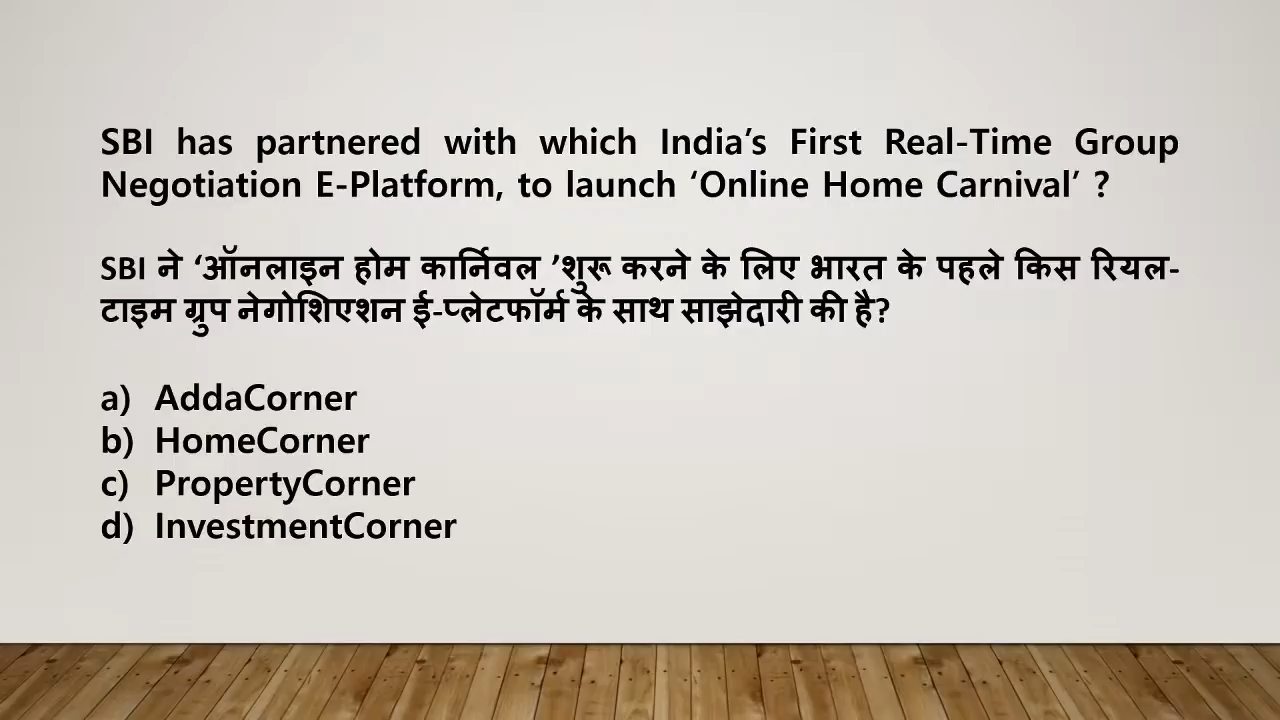 SBI has partnered with which India’s First Real-Time Group
Negotiation E-Platform, to launch ‘Online Home Carnival’ ?
SBI ने ‘ऑनलाइन होम कार्निवल ’शुरू करने के लिए भारत के पहले किस रियल-
टाइम ग्रुप नेगोशिएशन ई-प्लेटफॉर्म के साथ साझेदारी की है?
a) AddaCorner
b) HomeCorner
c) PropertyCorner
d) InvestmentCorner